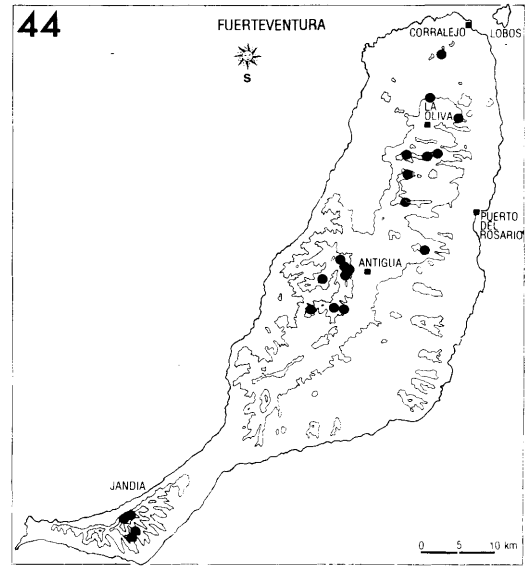 44
FUERTEVENTURA
S
CORRALEJO
LOBOS
LA
OLIVA
PUERTO
DEL
ROSARIO
ANTIGUA
JANDIA
0 5 10 km